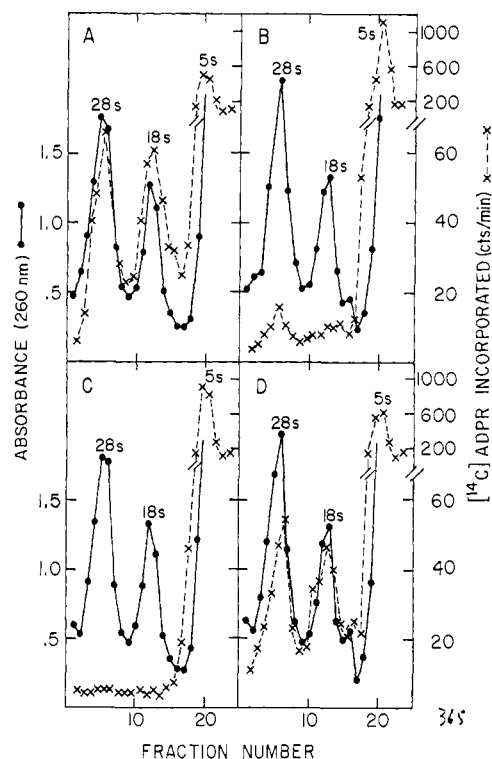 A
28s
18s
5s
B
28s
18s
5s
1000
600
200
60
40
20
1.5
1.0
.5
C
28s
18s
5s
D
28s
18s
1000
600
200
60
40
20
1.5
1.0
.5
0 10 20 0 10 20
365
FRACTION NUMBER
ABSORBANCE (260 nm)
[14C] ADPR INCORPORATED (cts/min)